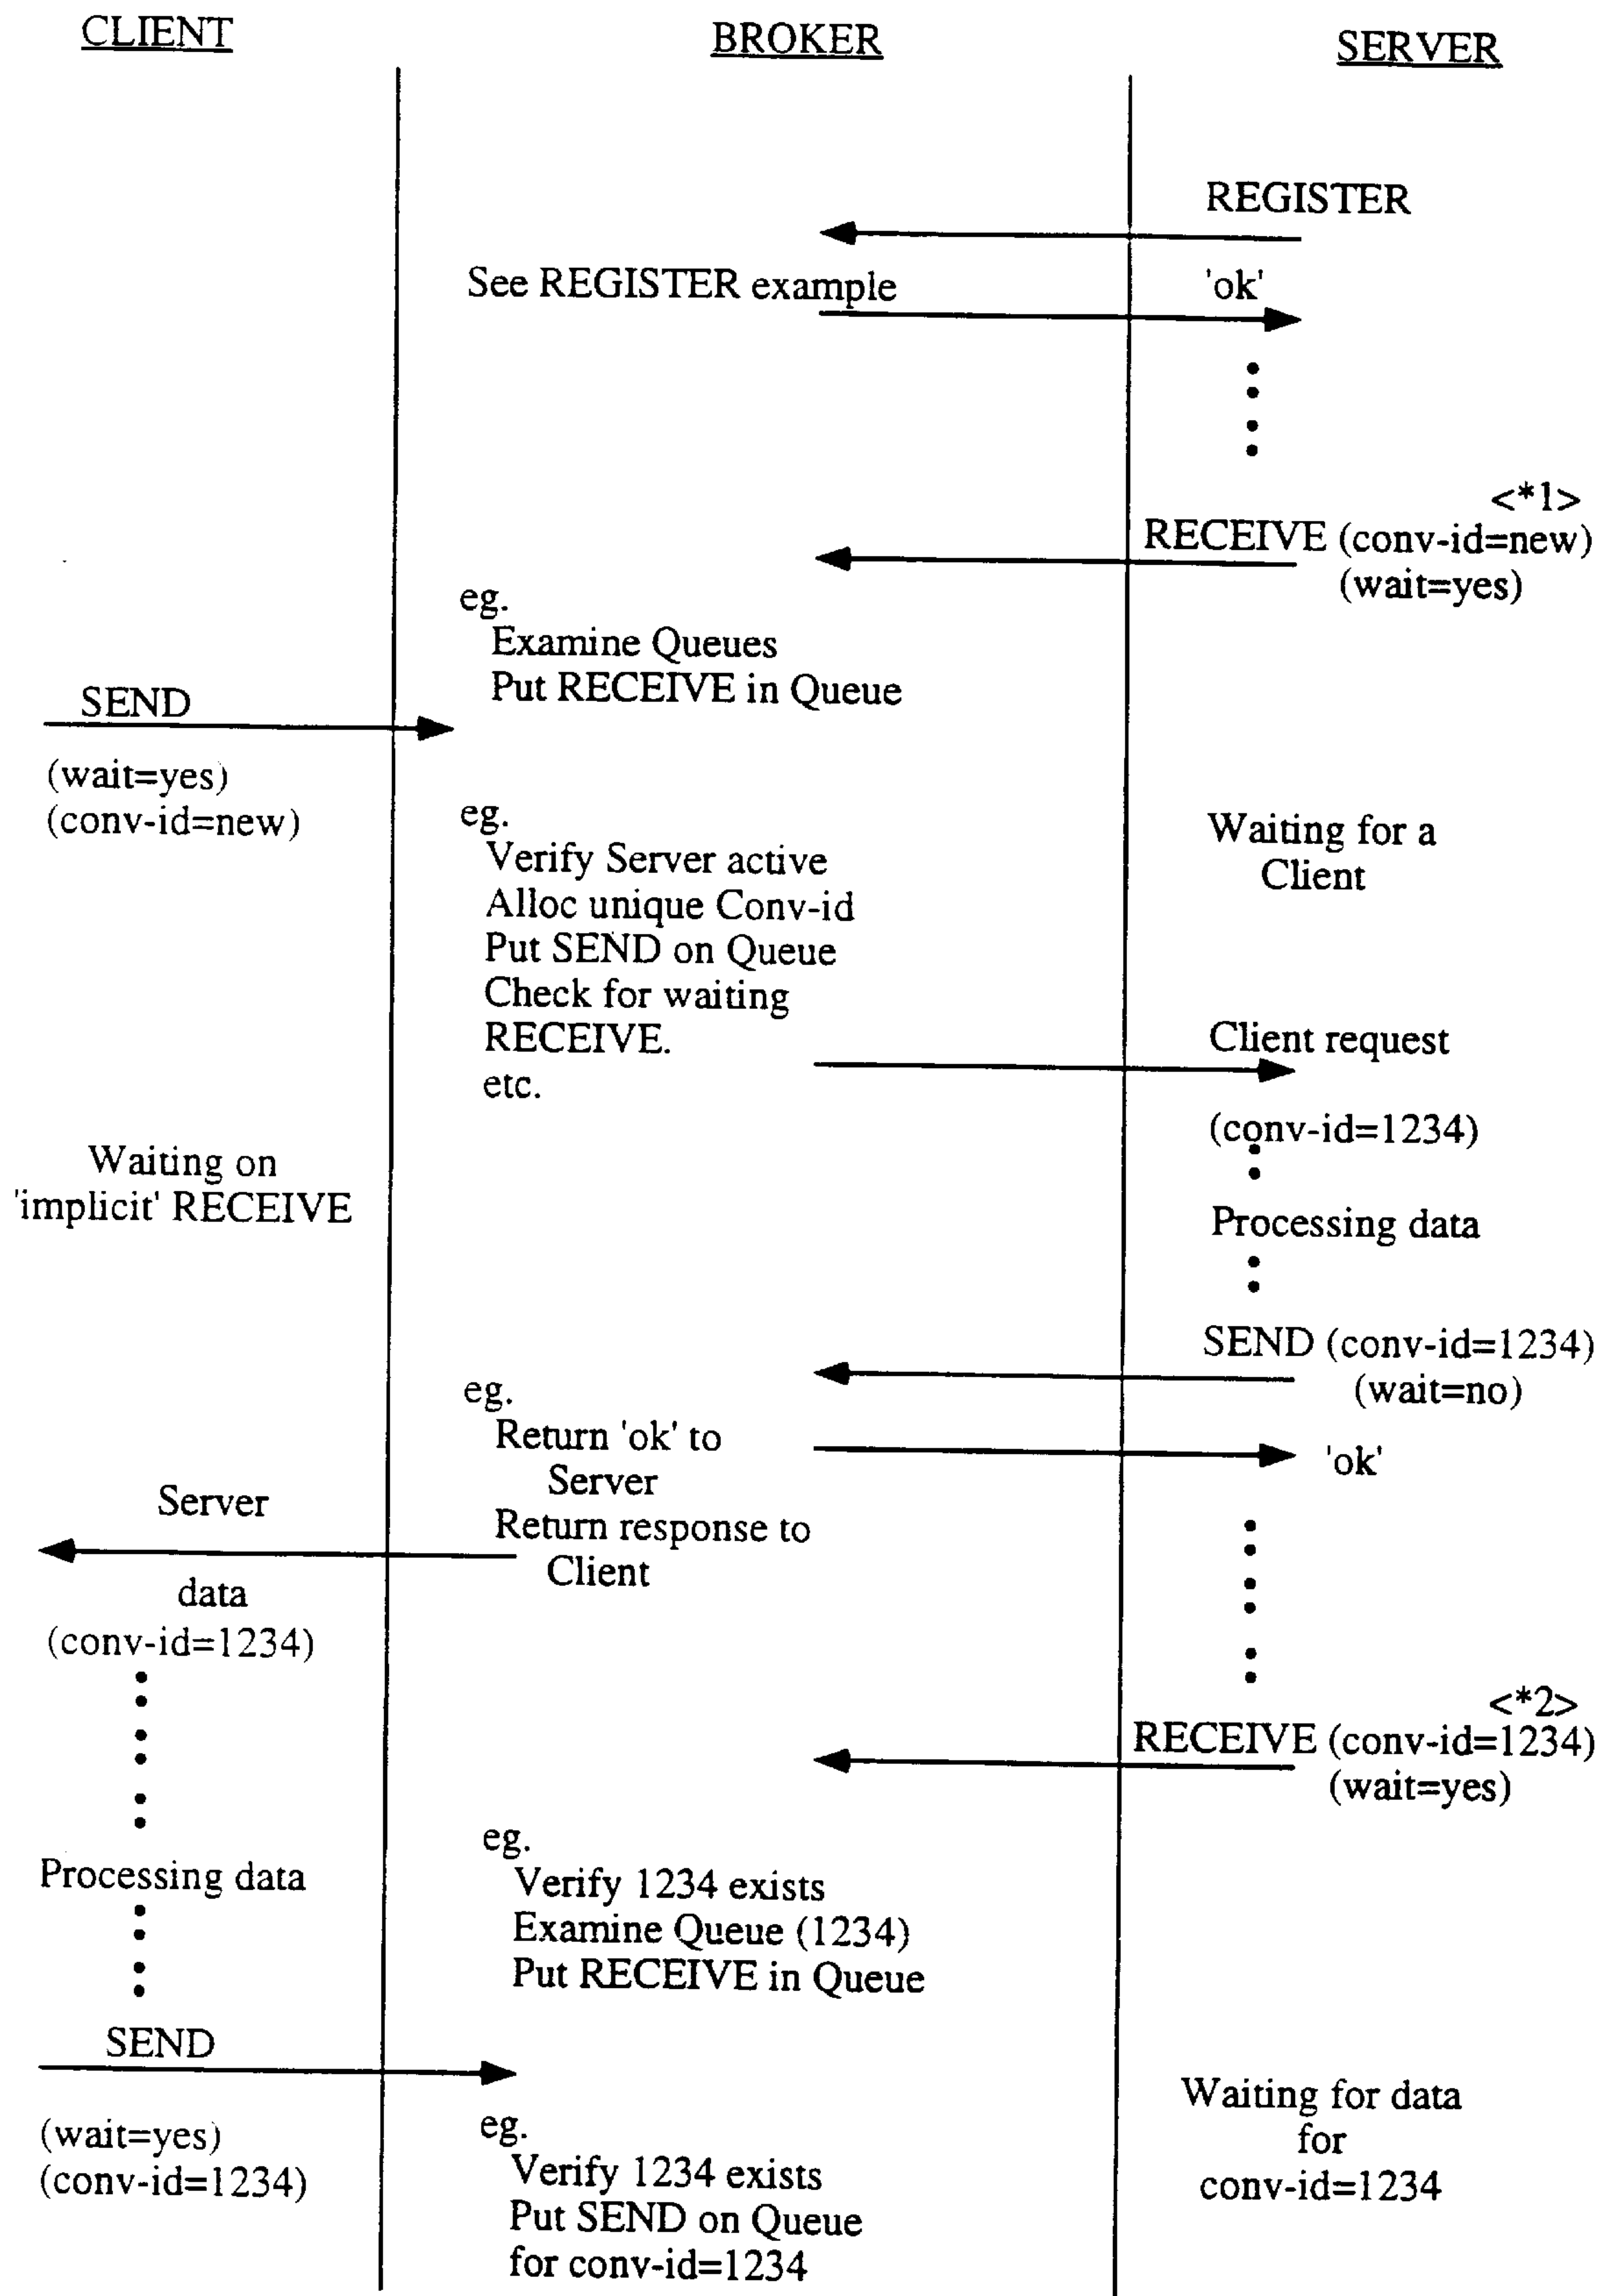 CLIENT
BROKER
SERVER
REGISTER
See REGISTER example
'ok'
<*1>
RECEIVE (conv-id=new)
(wait=yes)
eg.
Examine Queues
Put RECEIVE in Queue
SEND
(wait=yes)
(conv-id=new)
eg.
Verify Server active
Alloc unique Conv-id
Put SEND on Queue
Check for waiting
RECEIVE.
etc.
Waiting for a
Client
Client request
(conv-id=1234)
Waiting on
'implicit' RECEIVE
Processing data
SEND (conv-id=1234)
(wait=no)
eg.
Return 'ok' to
Server
Return response to
Client
'ok'
Server
data
(conv-id=1234)
<*2>
RECEIVE (conv-id=1234)
(wait=yes)
Processing data
eg.
Verify 1234 exists
Examine Queue (1234)
Put RECEIVE in Queue
SEND
(wait=yes)
(conv-id=1234)
eg.
Verify 1234 exists
Put SEND on Queue
for conv-id=1234
Waiting for data
for
conv-id=1234